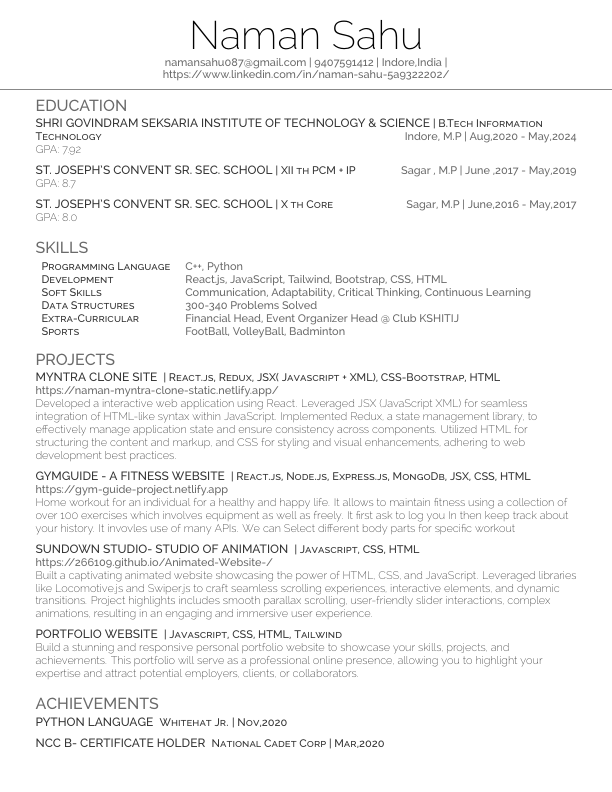 Naman Sahu
namansahu087@gmail.com | 9407591412 | Indore,India |
https://www.linkedin.com/in/naman-sahu-5a9322202/
EDUCATION
SHRI GOVINDRAM SEKSARIA INSTITUTE OF TECHNOLOGY & SCIENCE | B.Tech Information
Technology Indore, M.P | Aug,2020 - May,2024
GPA: 7.92
ST. JOSEPH'S CONVENT SR. SEC. SCHOOL | XII th PCM + IP Sagar , M.P | June ,2017 - May,2019
GPA: 8.7
ST. JOSEPH'S CONVENT SR. SEC. SCHOOL | X th Core Sagar, M.P | June,2016 - May,2017
GPA: 8.0
SKILLS
Programming Language C++, Python
Development React.js, JavaScript, Tailwind, Bootstrap, CSS, HTML
Soft Skills Communication, Adaptability, Critical Thinking, Continuous Learning
Data Structures 300-340 Problems Solved
Extra-Curricular Financial Head, Event Organizer Head @ Club KSHITIJ
Sports FootBall, VolleyBall, Badminton
PROJECTS
MYNTRA CLONE SITE | React.js, Redux, JSX( Javascript + XML), CSS-Bootstrap, HTML
https://naman-myntra-clone-static.netlify.app/
Developed a interactive web application using React. Leveraged JSX (JavaScript XML) for seamless
integration of HTML-like syntax within JavaScript. Implemented Redux, a state management library, to
effectively manage application state and ensure consistency across components. Utilized HTML for
structuring the content and markup, and CSS for styling and visual enhancements, adhering to web
development best practices.
GYMGUIDE - A FITNESS WEBSITE | React.js, Node.js, Express.js, MongoDb, JSX, CSS, HTML
https://gym-guide-project.netlify.app
Home workout for an individual for a healthy and happy life. It allows to maintain fitness using a collection of
over 100 exercises which involves equipment as well as freely. It first ask to log you In then keep track about
your history. It invovles use of many APIs. We can Select different body parts for specific workout
SUNDOWN STUDIO- STUDIO OF ANIMATION | Javascript, CSS, HTML
https://266109.github.io/Animated-Website-/
Built a captivating animated website showcasing the power of HTML, CSS, and JavaScript. Leveraged libraries
like Locomotive.js and Swiper.js to craft seamless scrolling experiences, interactive elements, and dynamic
transitions. Project highlights includes smooth parallax scrolling, user-friendly slider interactions, complex
animations, resulting in an engaging and immersive user experience.
PORTFOLIO WEBSITE | Javascript, CSS, HTML, Tailwind
Build a stunning and responsive personal portfolio website to showcase your skills, projects, and
achievements. This portfolio will serve as a professional online presence, allowing you to highlight your
expertise and attract potential employers, clients, or collaborators.
ACHIEVEMENTS
PYTHON LANGUAGE Whitehat Jr. | Nov,2020
NCC B- CERTIFICATE HOLDER National Cadet Corp | Mar,2020